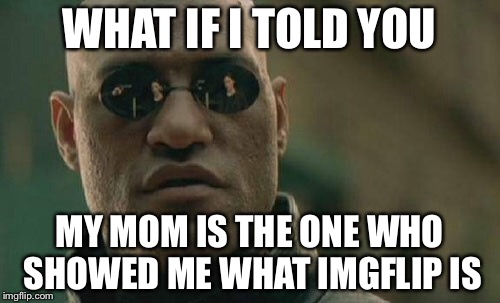 WHAT IF I TOLD YOU
MY MOM IS THE ONE WHO
SHOWED ME WHAT IMGFLIP IS
imgflip.com